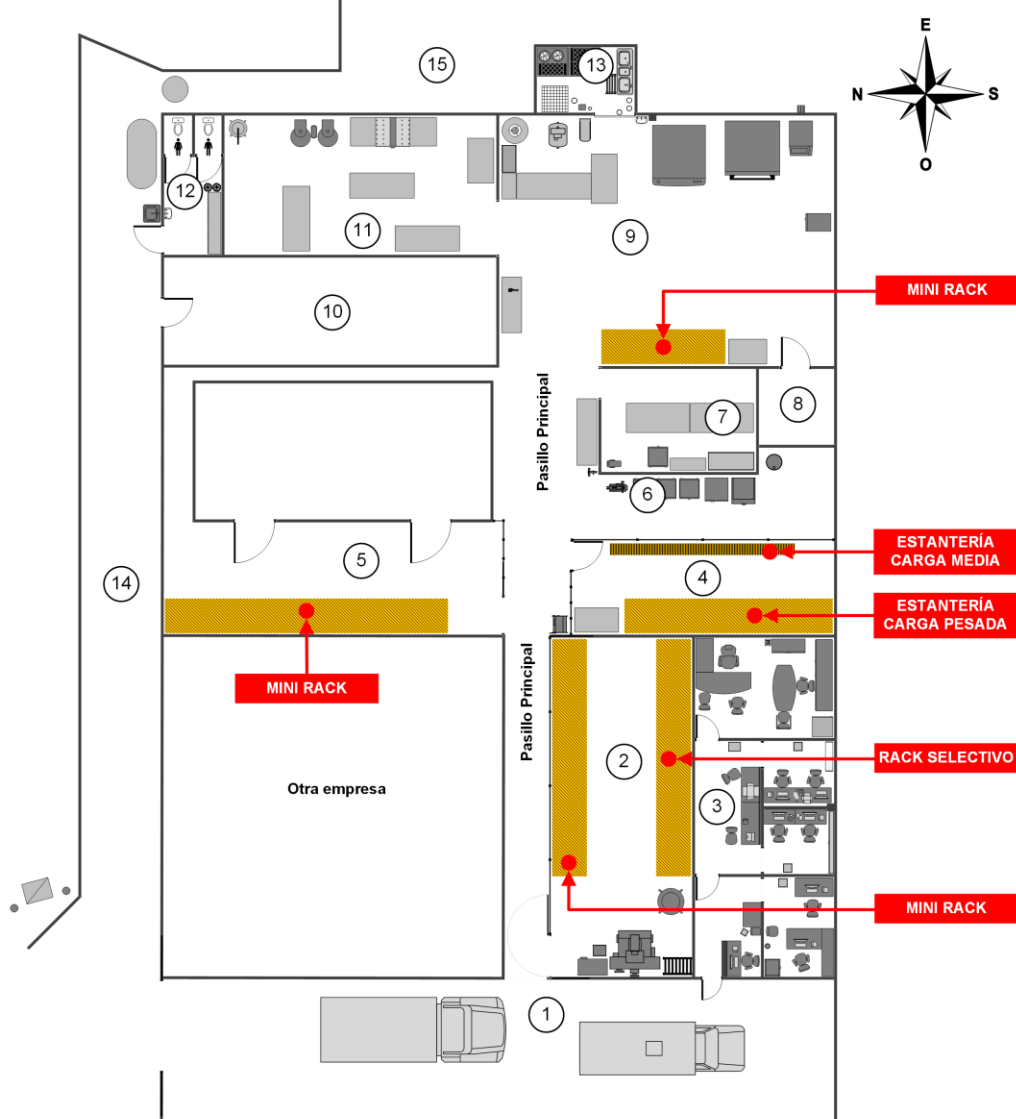 E
N
S
O
15
13
12
11
9
10
MINI RACK
Pasillo Principal
7
8
6
ESTANTERÍA
CARGA MEDIA
5
4
14
ESTANTERÍA
CARGA PESADA
MINI RACK
Pasillo Principal
2
RACK SELECTIVO
Otra empresa
3
MINI RACK
1